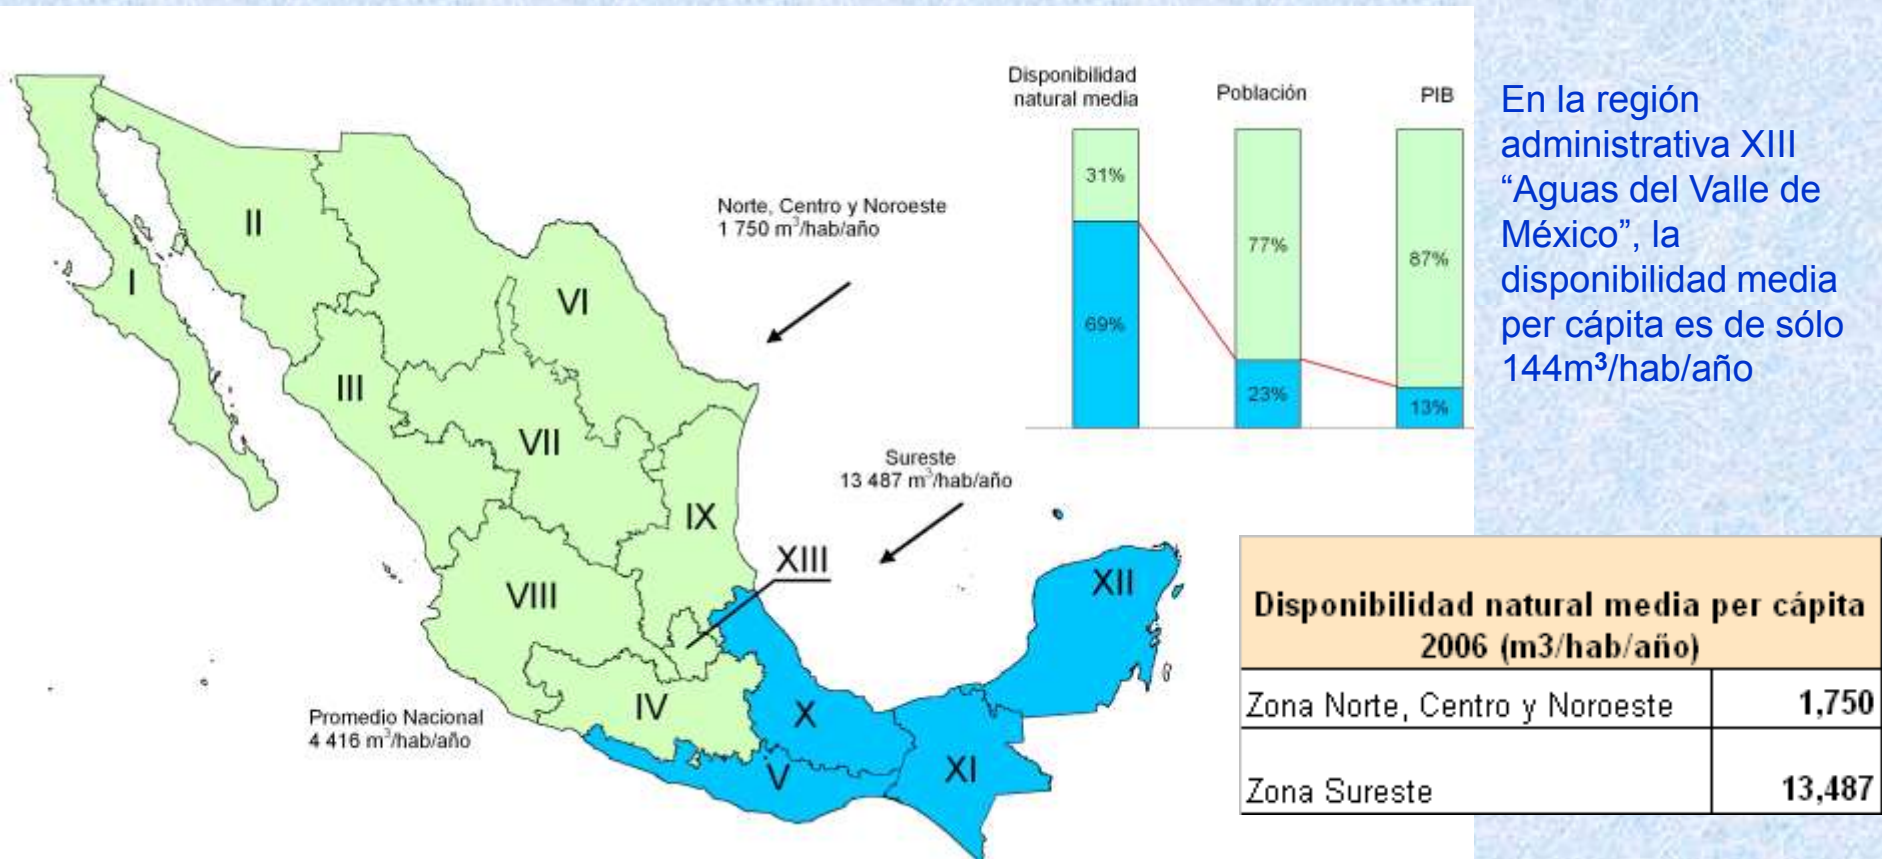 Disponibilidad
natural media
Población
PIB
31%
77%
87%
69%
23%
13%
En la región
administrativa XIII
“Aguas del Valle de
México”, la
disponibilidad media
per cápita es de sólo
144m³/hab/año
Norte, Centro y Noroeste
1 750 m³/hab/año
Sureste
13 487 m³/hab/año
Promedio Nacional
4 416 m³/hab/año
I
II
III
VI
VII
VIII
IX
XIII
IV
V
X
XI
XII
Disponibilidad natural media per cápita
2006 (m3/hab/año)
Zona Norte, Centro y Noroeste 1,750
Zona Sureste 13,487